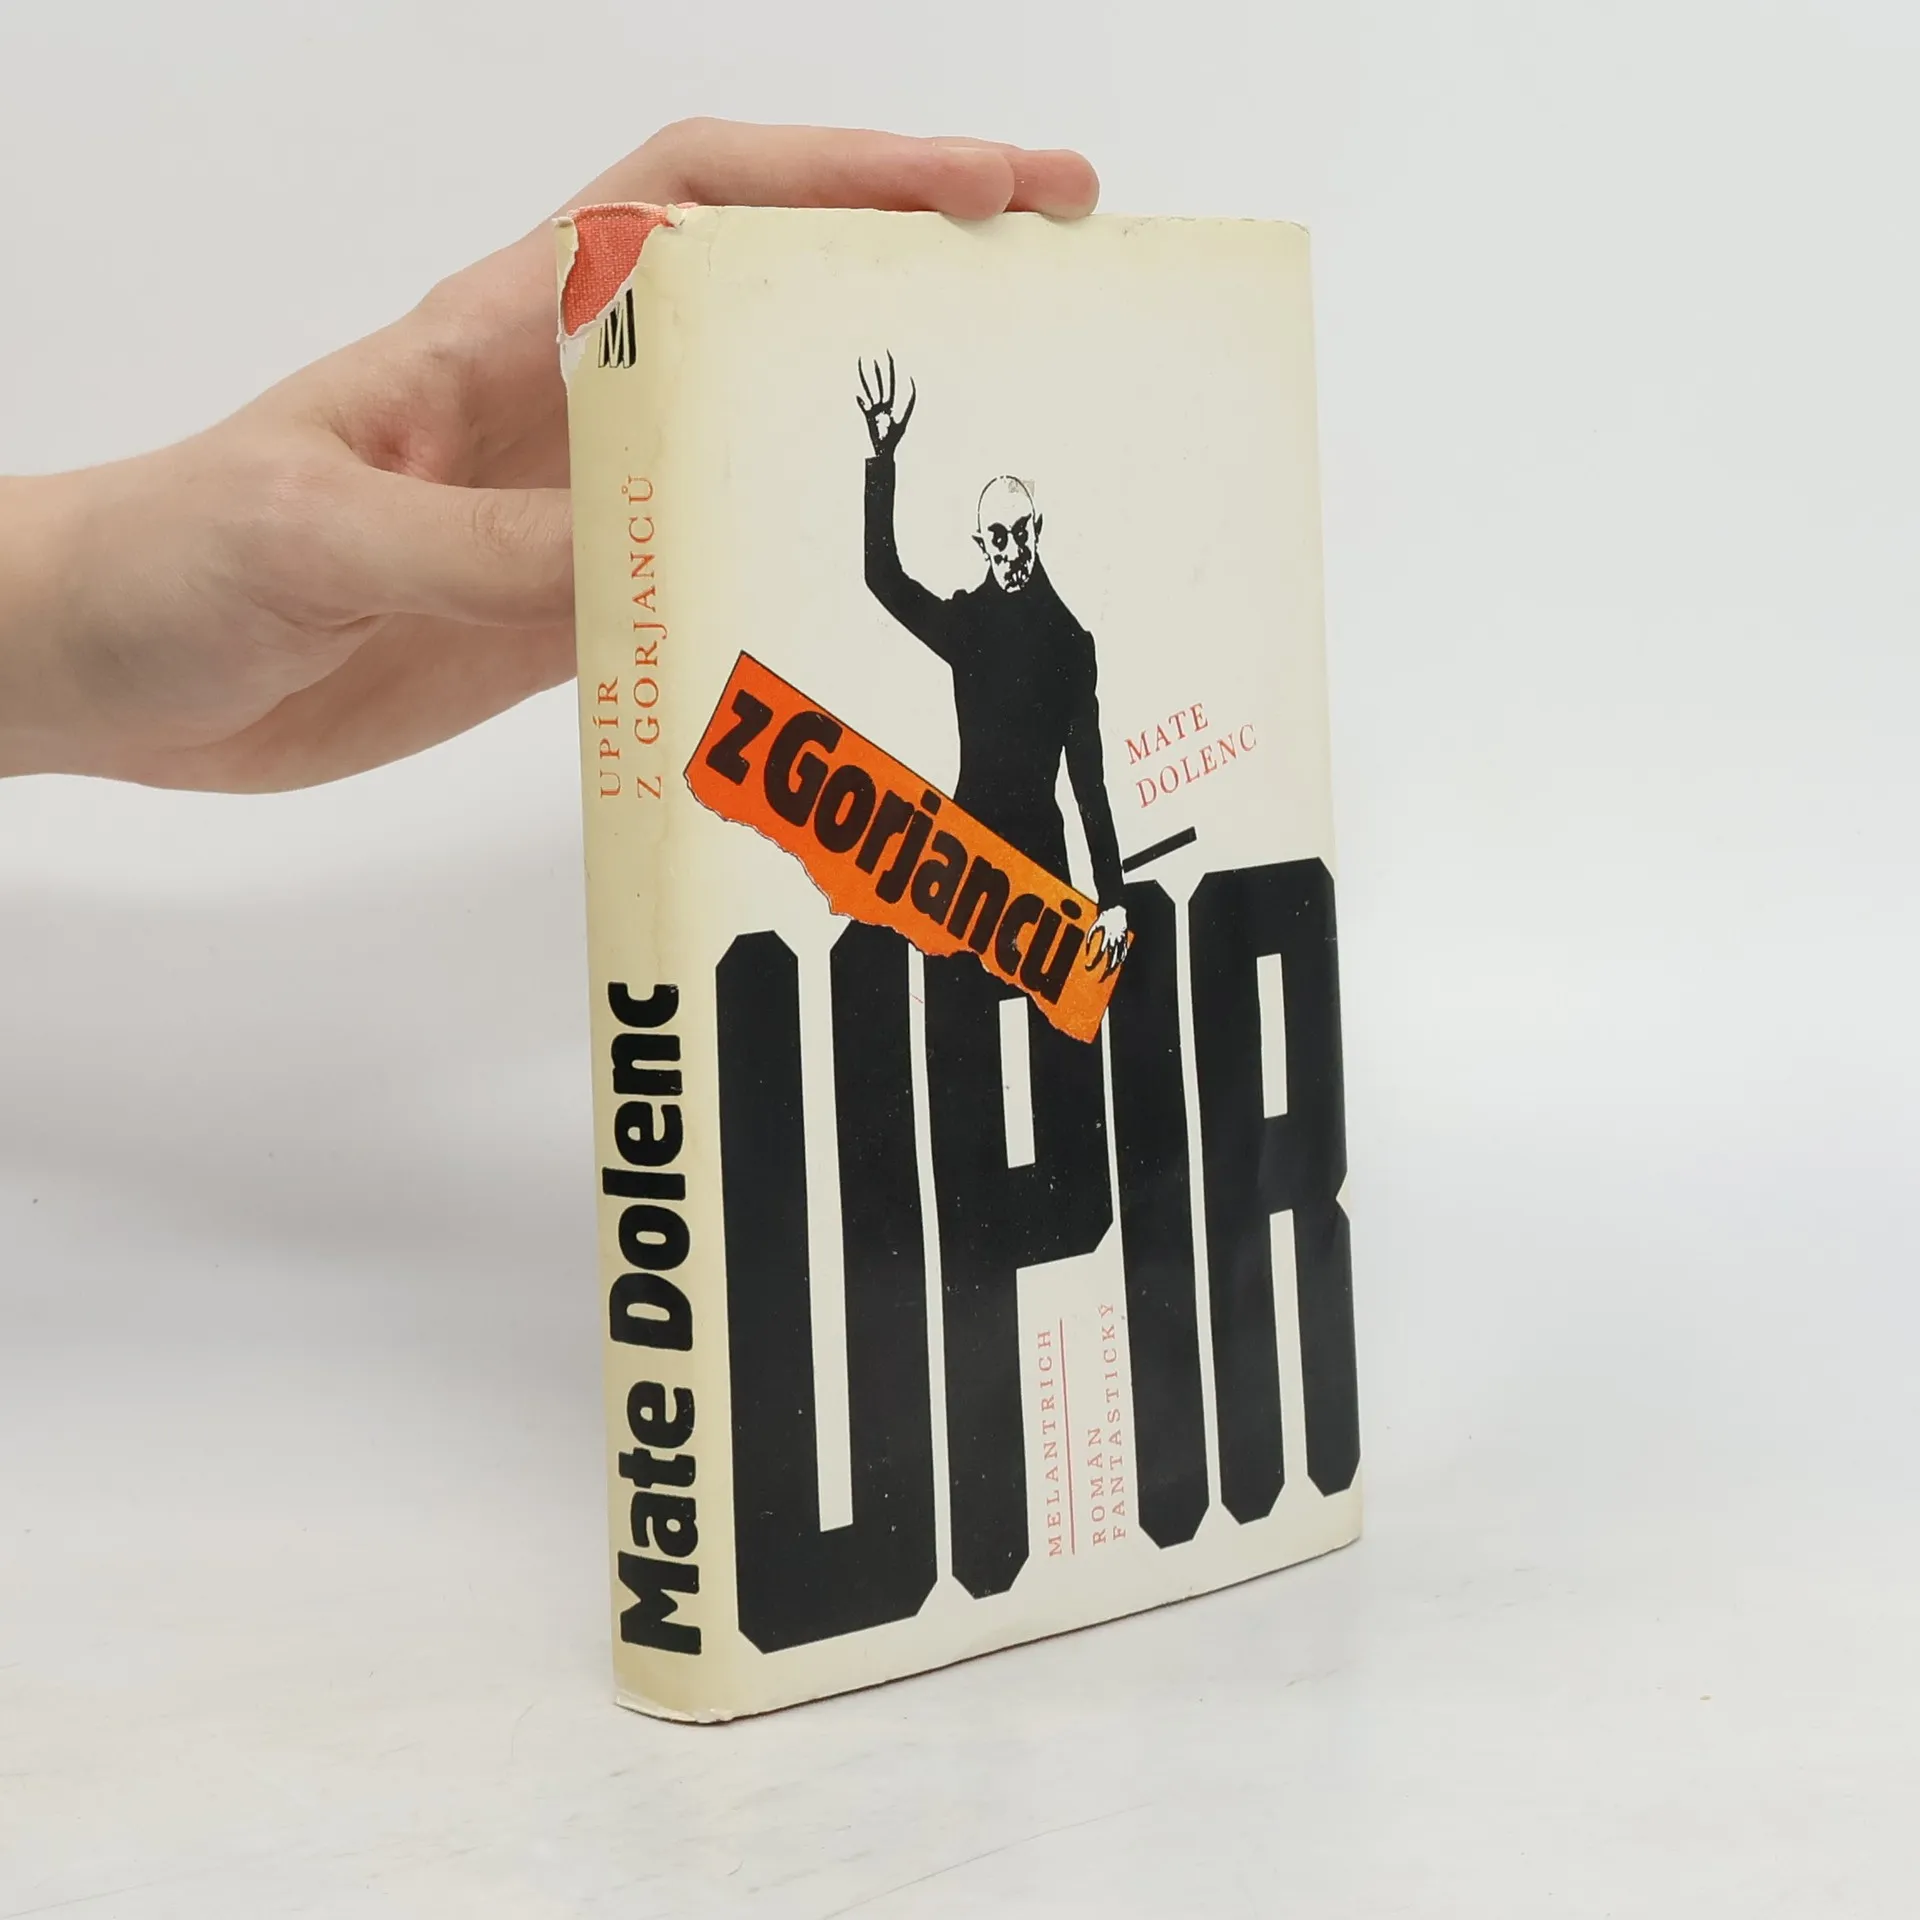 M
UPÍR
Z GORJANCŮ
Mate Dolenc
z Gorjanců
MATE
DOLENC
UPÍR
MELANTRICH
ROMÁN
FANTASTICKÝ